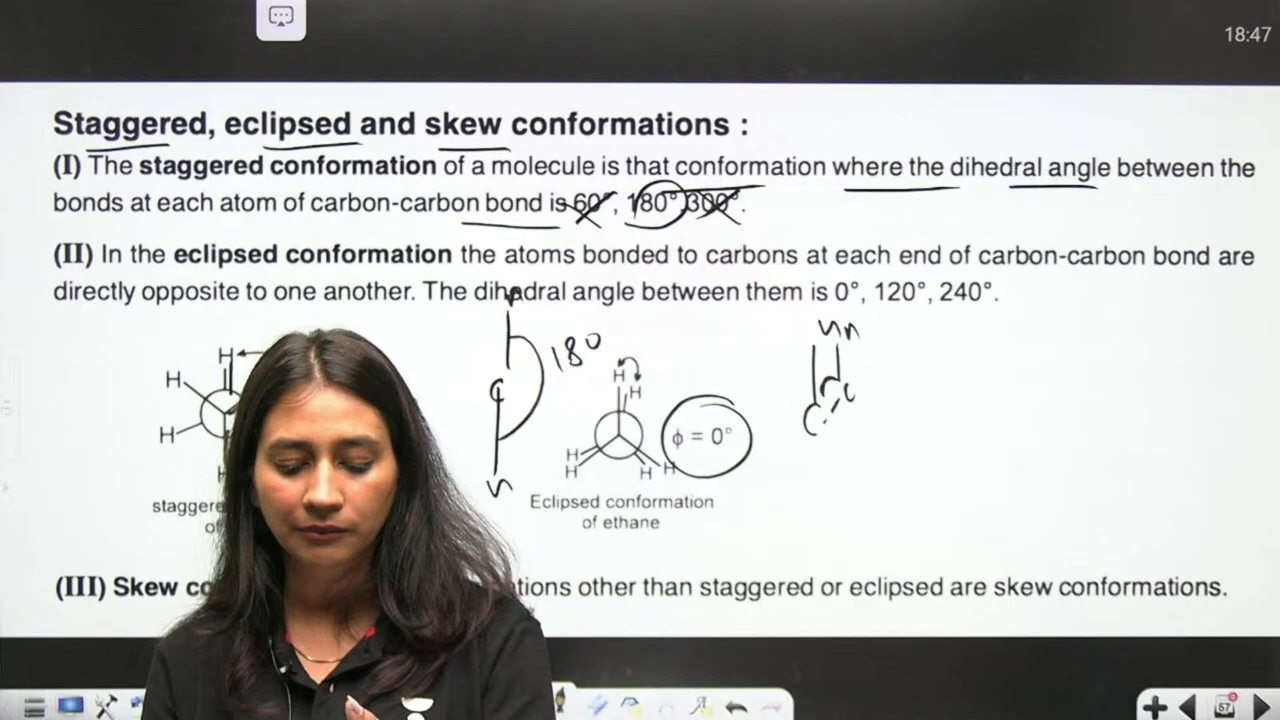 18:47
Staggered, eclipsed and skew conformations :
(I) The staggered conformation of a molecule is that conformation where the dihedral angle between the
bonds at each atom of carbon-carbon bond is 60°, 180° 300°.
(II) In the eclipsed conformation the atoms bonded to carbons at each end of carbon-carbon bond are
directly opposite to one another. The dihedral angle between them is 0°, 120°, 240°.
H
H
H
180
H
H
ϕ = 0°
H
H
H
H
staggere
Eclipsed conformation
of ethane
(III) Skew co tions other than staggered or eclipsed are skew conformations.
57